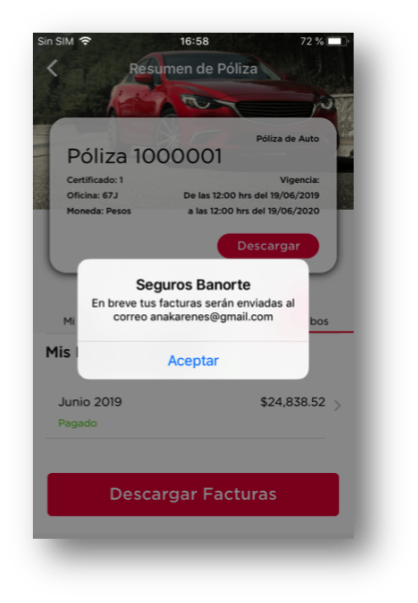 Sin SIM 16:58 72 %
Resumen de Póliza
Póliza de Auto
Póliza 1000001
Certificado: 1 Vigencia:
Oficina: 67J De las 12:00 hrs del 19/06/2019
Moneda: Pesos a las 12:00 hrs del 19/06/2020
Descargar
Seguros Banorte
En breve tus facturas serán enviadas al
correo anakarenes@gmail.com
Aceptar
Mi bos
Mis
Junio 2019 $24,838.52
Pagado
Descargar Facturas